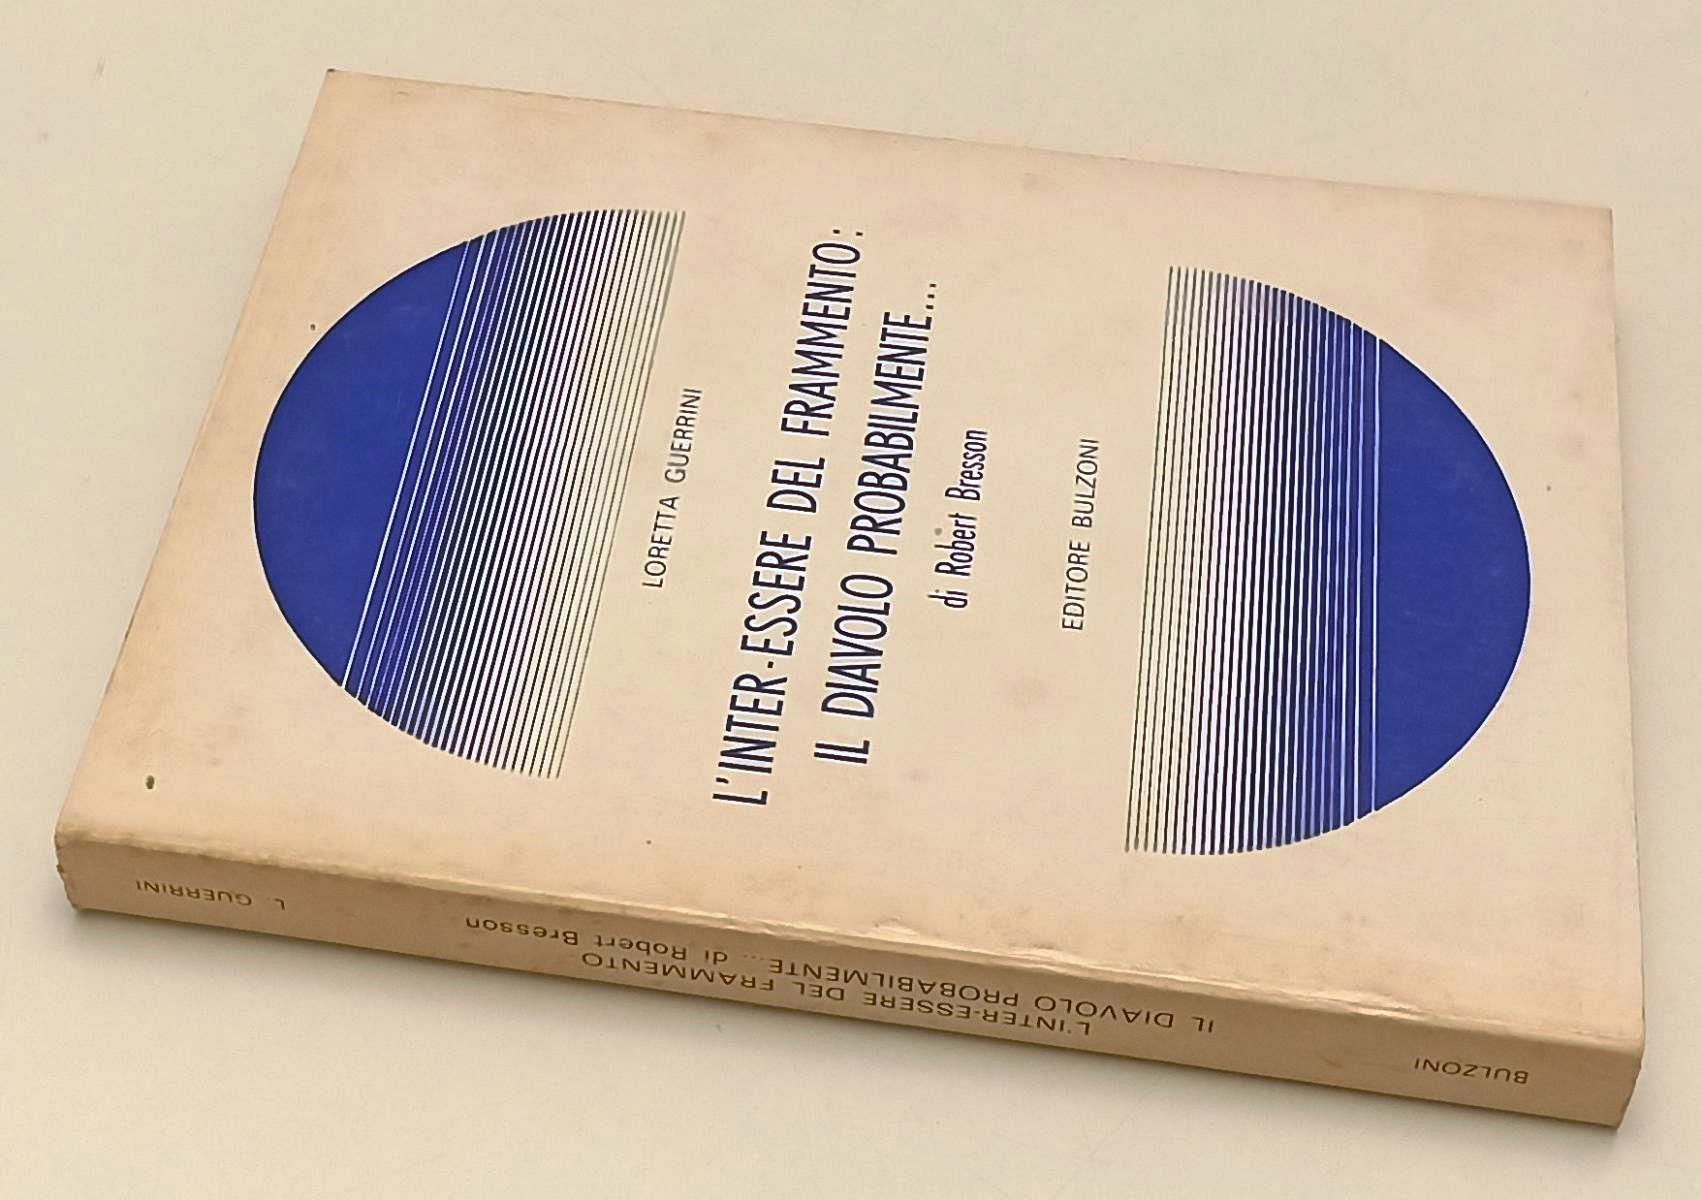 LORETTA GUERRINI
L'INTER-ESSERE DEL FRAMMENTO:
IL DIAVOLO PROBABILMENTE...
di Robert Bresson
EDITORE BULZONI
L. GUERRINI
L'INTER-ESSERE DEL FRAMMENTO
IL DIAVOLO PROBABILMENTE... di Robert Bresson
BULZONI